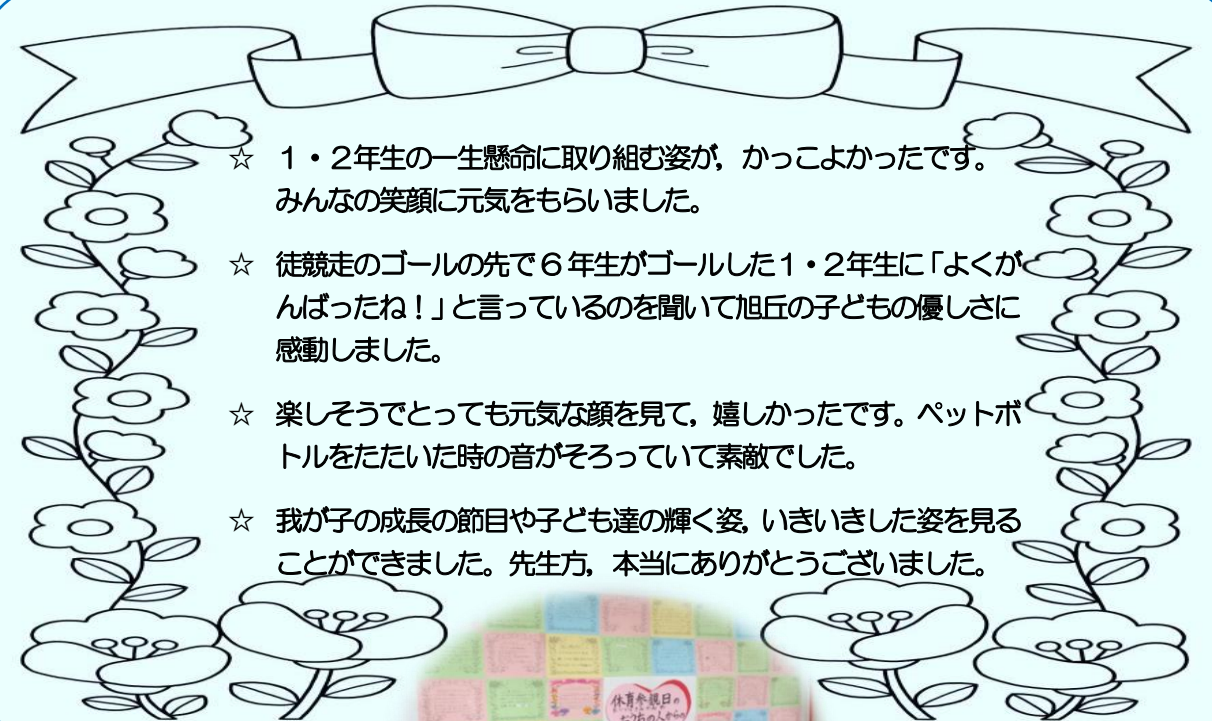 ☆ 1・2年生の一生懸命に取り組む姿が，かっこよかったです。
みんなの笑顔に元気をもらいました。
☆ 徒競走のゴールの先で6年生がゴールした1・2年生に「よくが
んばったね！」と言っているのを聞いて旭丘の子どもの優しさに
感動しました。
☆ 楽しそうでとっても元気な顔を見て，嬉しかったです。ペットボ
トルをたたいた時の音がそろっていて素敵でした。
☆ 我が子の成長の節目や子ども達の輝く姿，いきいきした姿を見る
ことができました。先生方，本当にありがとうございました。
体育参観日の
おうちの人からの